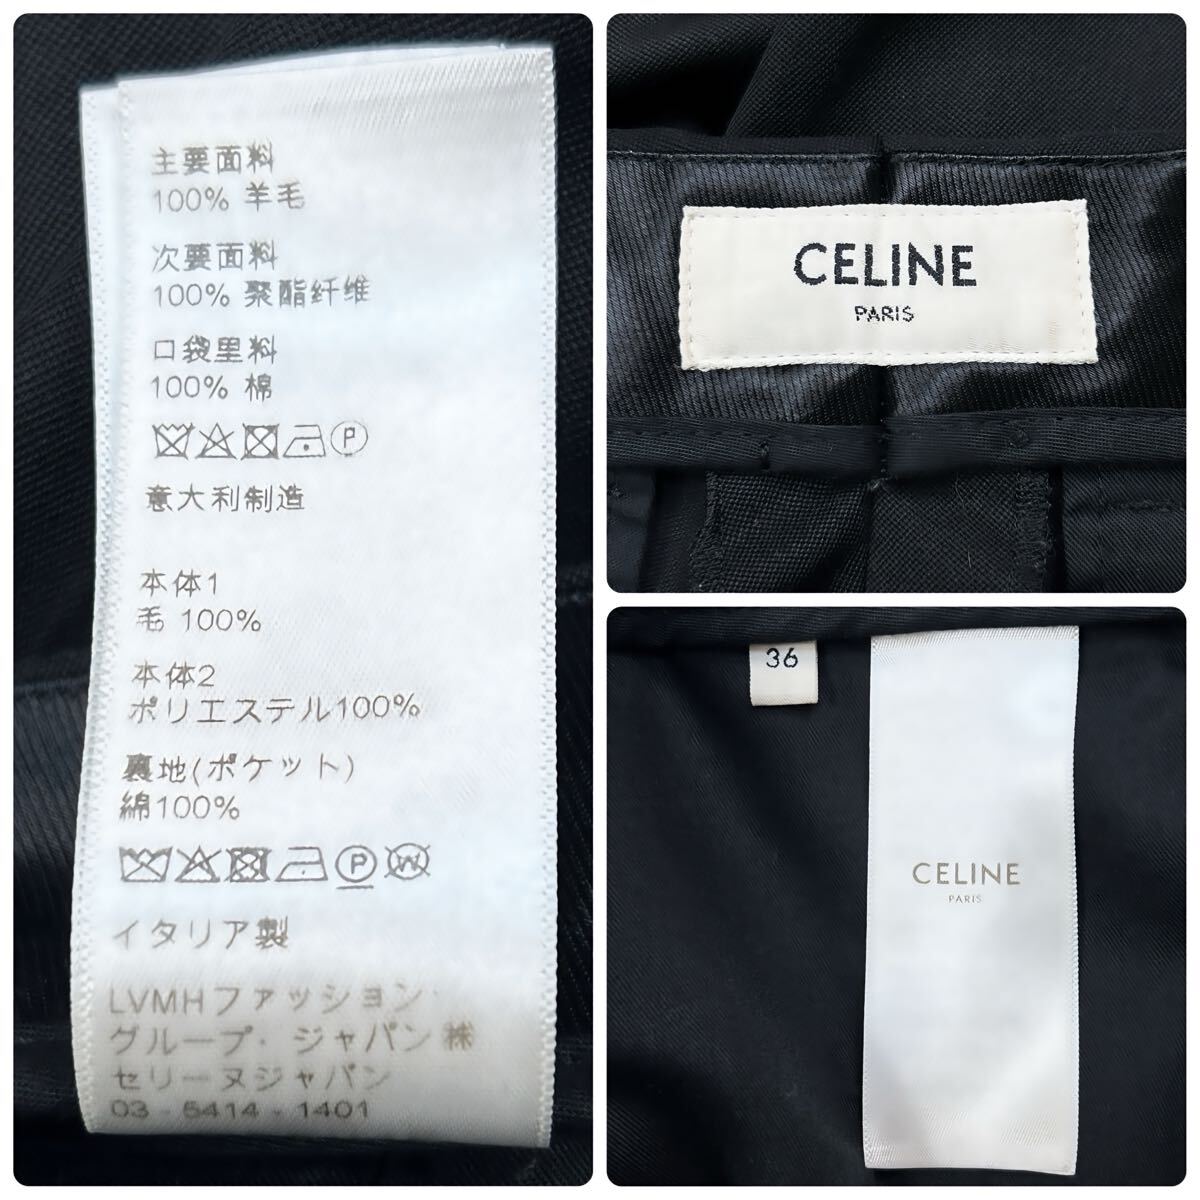 主要面料
100% 羊毛
次要面料
100% 聚酯纤维
口袋里料
100% 棉
P
意大利制造
本体1
毛 100%
本体2
ポリエステル100%
裏地(ポケット)
綿100%
P W
イタリア製
LVMHファッション・
グループ・ジャパン㈱
セリーヌジャパン
03-5414-1401
CELINE
PARIS
36
CELINE
PARIS